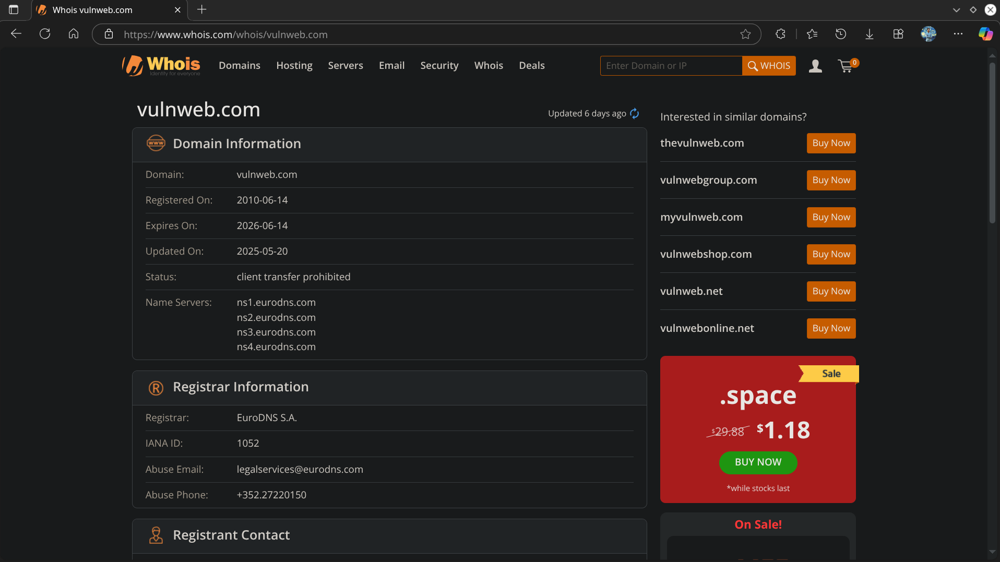 Whois vulnweb.com
https://www.whois.com/whois/vulnweb.com
Whois
Identity for everyone
Domains
Hosting
Servers
Email
Security
Whois
Deals
Enter Domain or IP
WHOIS
0
vulnweb.com
Updated 6 days ago
www
Domain Information
Domain: vulnweb.com
Registered On: 2010-06-14
Expires On: 2026-06-14
Updated On: 2025-05-20
Status: client transfer prohibited
Name Servers: ns1.eurodns.com
ns2.eurodns.com
ns3.eurodns.com
ns4.eurodns.com
R
Registrar Information
Registrar: EuroDNS S.A.
IANA ID: 1052
Abuse Email: legalservices@eurodns.com
Abuse Phone: +352.27220150
Registrant Contact
Interested in similar domains?
thevulnweb.com Buy Now
vulnwebgroup.com Buy Now
myvulnweb.com Buy Now
vulnwebshop.com Buy Now
vulnweb.net Buy Now
vulnwebonline.net Buy Now
Sale
.space
$29.88 $1.18
BUY NOW
*while stocks last
On Sale!